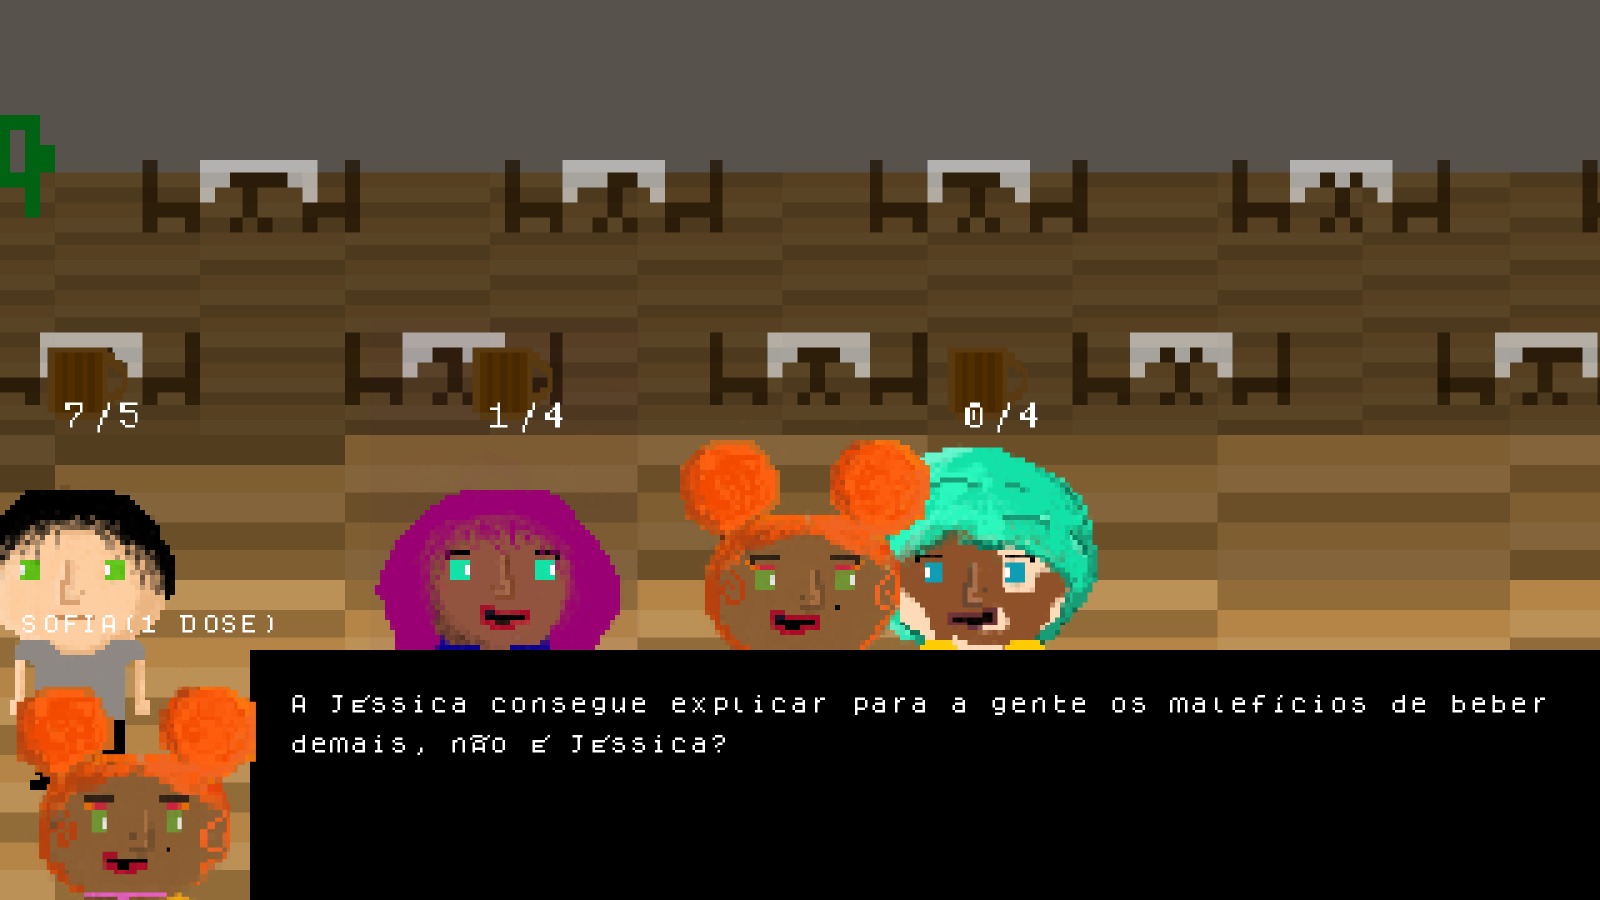 7/5
1/4
0/4
SOFIA(1 DOSE)
A Jéssica consegue explicar para a gente os malefícios de beber
demais, não é Jéssica?